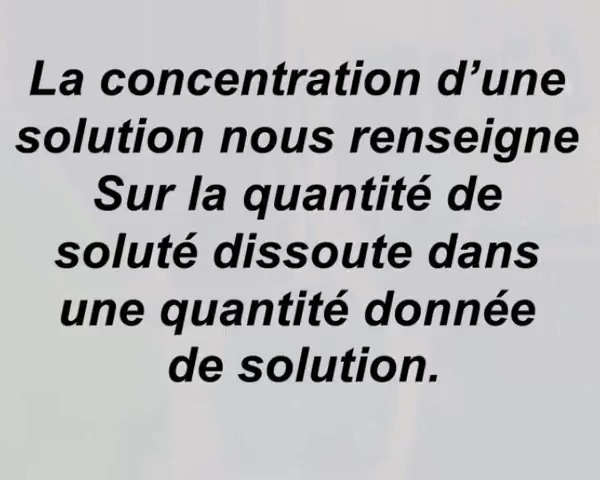 La concentration d’une
solution nous renseigne
Sur la quantité de
soluté dissoute dans
une quantité donnée
de solution.